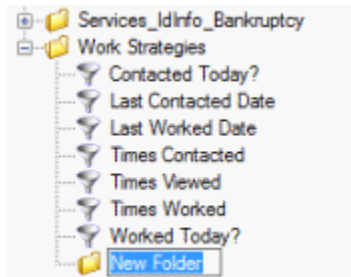 Services_IdInfo_Bankruptcy
Work Strategies
Contacted Today?
Last Contacted Date
Last Worked Date
Times Contacted
Times Viewed
Times Worked
Worked Today?
New Folder